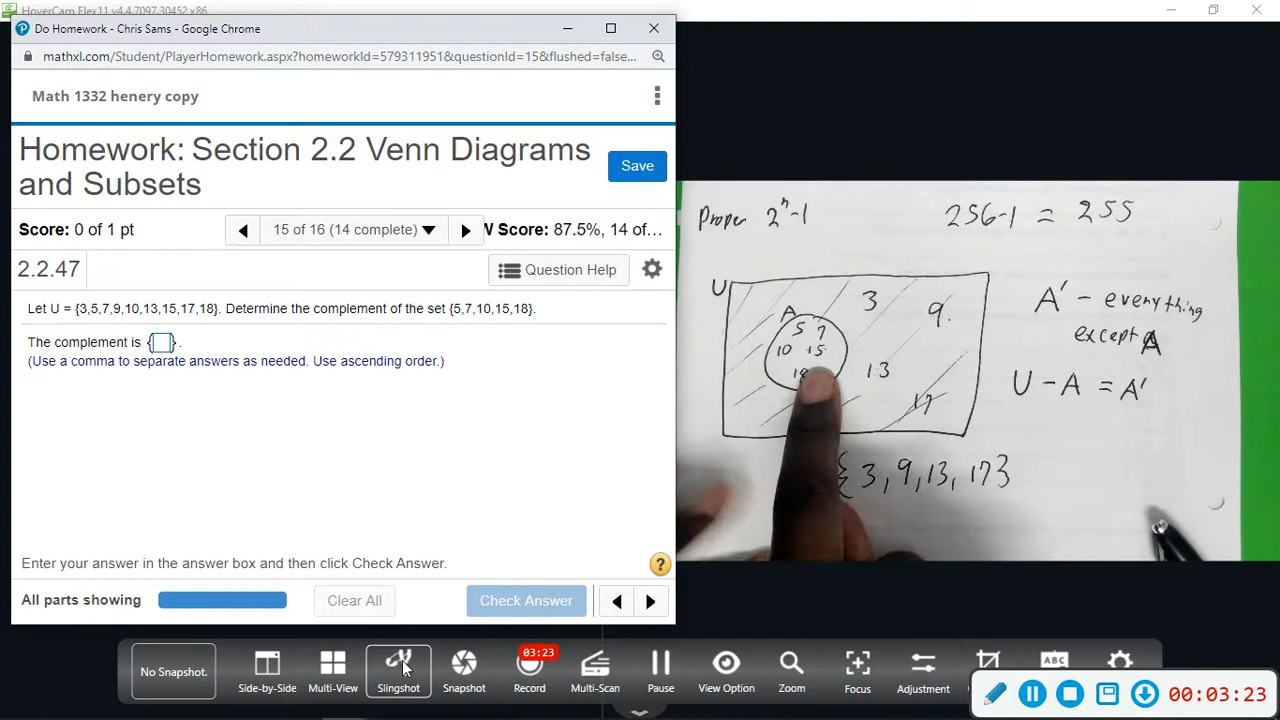 HoverCam Flex11 v4.4.7097.30452 x 9
Do Homework - Chris Sams - Google Chrome
mathxl.com/Student/PlayerHomework.aspx?homeworkId=579311951&questionId=15&flushed=false...
Math 1332 henery copy
Homework: Section 2.2 Venn Diagrams
and Subsets
Save
Score: 0 of 1 pt
15 of 16 (14 complete)
W Score: 87.5%, 14 of...
2.2.47
Question Help
Let U = {3,5,7,9,10,13,15,17,18}. Determine the complement of the set {5,7,10,15,18}.
The complement is { }.
(Use a comma to separate answers as needed. Use ascending order.)
Enter your answer in the answer box and then click Check Answer.
?
All parts showing
Clear All
Check Answer
Proper 2ⁿ-1
256-1 = 255
U
A
3
9.
5 7
10 15
18
13
17
A' - everything
except A
U - A = A'
{3, 9, 13, 17}
No Snapshot.
Side-by-Side
Multi-View
Slingshot
Snapshot
03:23
Record
Multi-Scan
Pause
View Option
Zoom
Focus
Adjustment
ABC
00:03:23